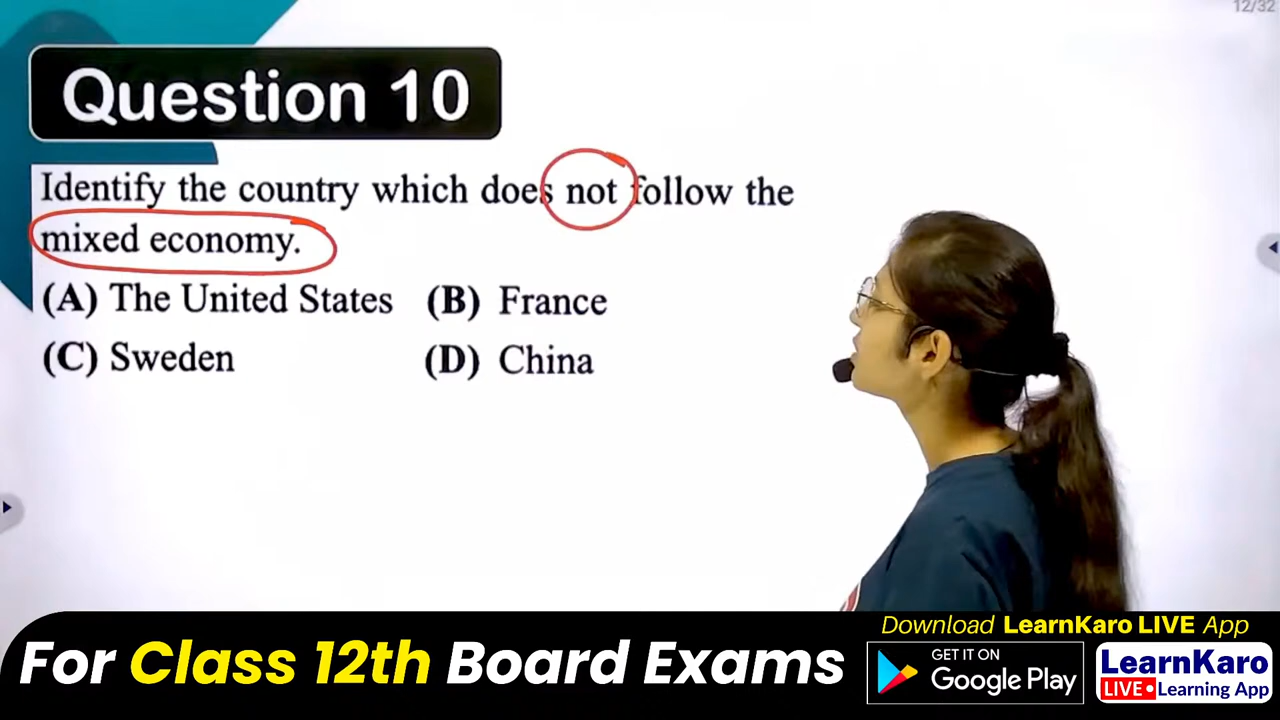 12/32
Question 10
Identify the country which does not follow the
mixed economy.
(A) The United States (B) France
(C) Sweden (D) China
For Class 12th Board Exams
Download LearnKaro LIVE App
GET IT ON
Google Play
LearnKaro
LIVE • Learning App